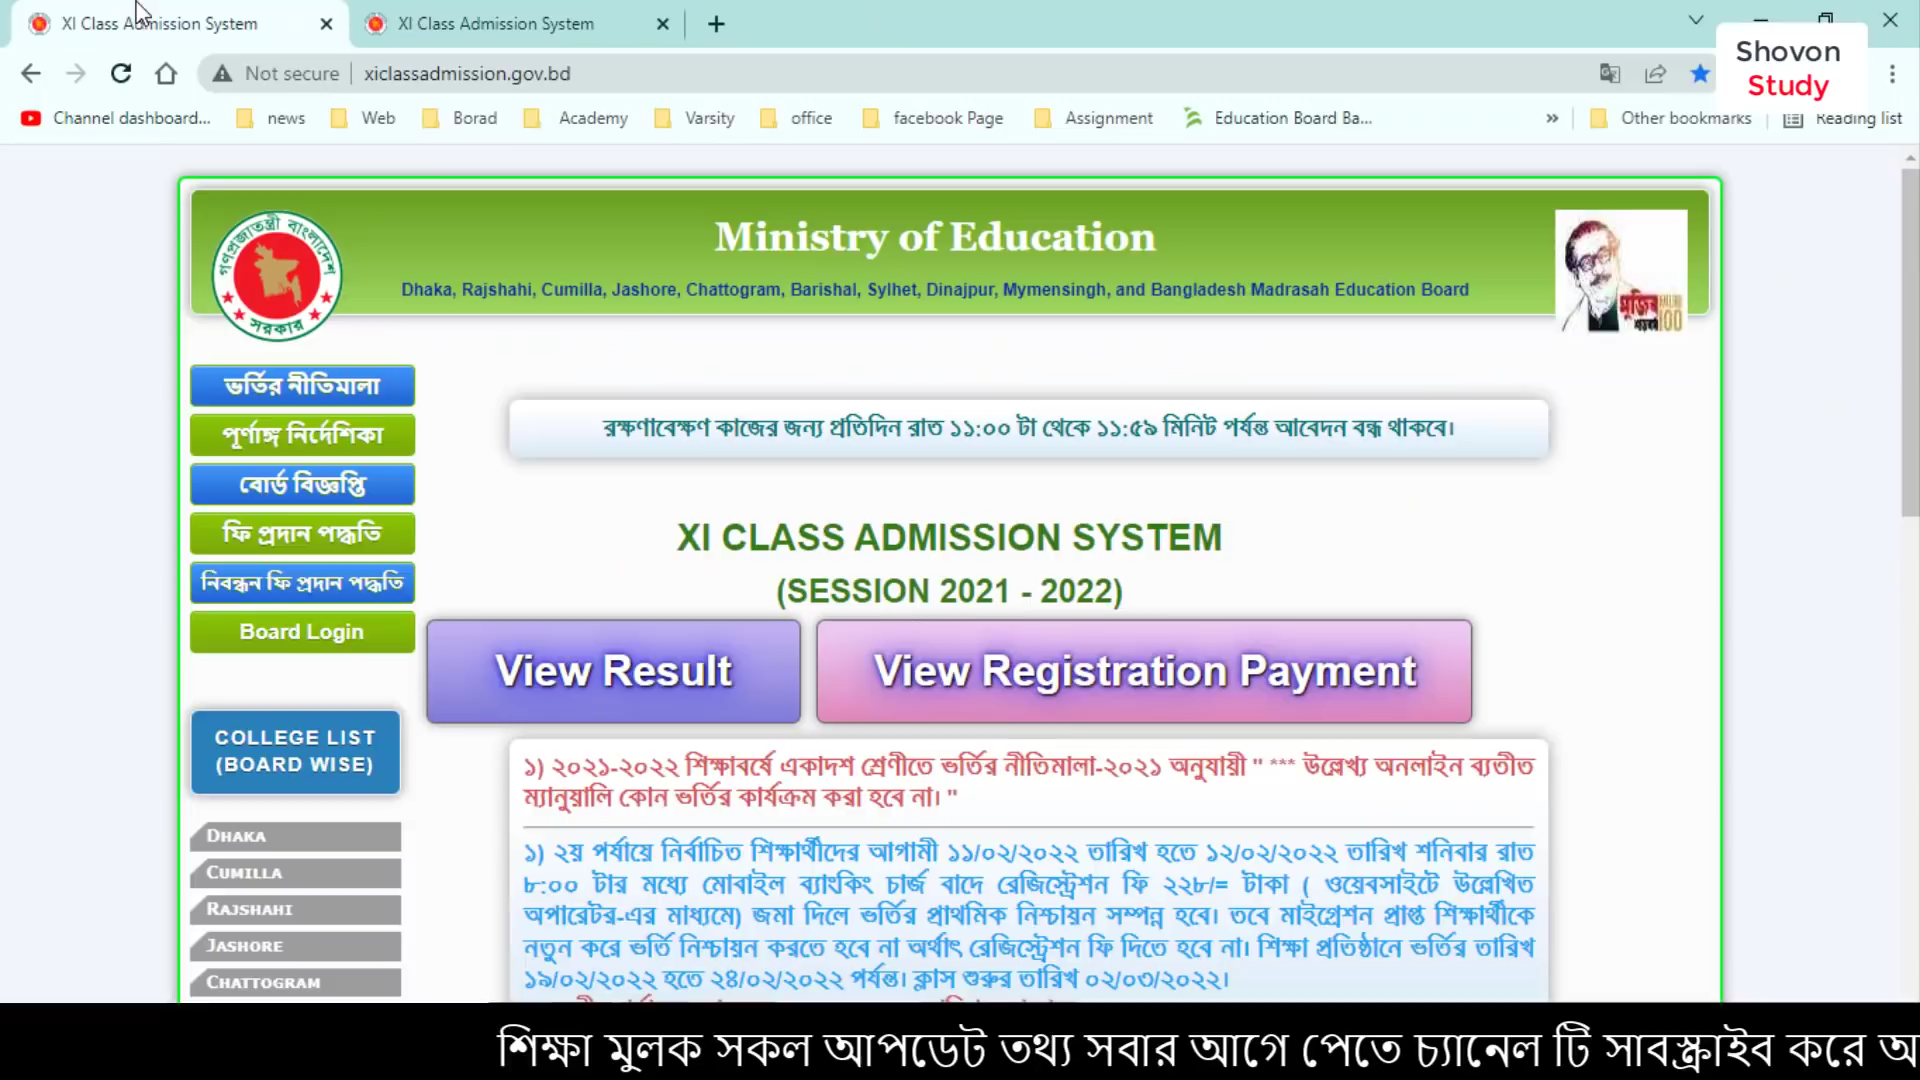 XI Class Admission System
XI Class Admission System
Not secure
xiclassadmission.gov.bd
Shovon
Study
Channel dashboard...
news
Web
Borad
Academy
Varsity
office
facebook Page
Assignment
Education Board Ba...
»
Other bookmarks
Reading list
গণপ্রজাতন্ত্রী বাংলাদেশ
সরকার
Ministry of Education
Dhaka, Rajshahi, Cumilla, Jashore, Chattogram, Barishal, Sylhet, Dinajpur, Mymensingh, and Bangladesh Madrasah Education Board
মুজিব
100
ভর্তির নীতিমালা
পূর্ণাঙ্গ নির্দেশিকা
বোর্ড বিজ্ঞপ্তি
ফি প্রদান পদ্ধতি
নিবন্ধন ফি প্রদান পদ্ধতি
Board Login
রক্ষণাবেক্ষণ কাজের জন্য প্রতিদিন রাত ১১:০০ টা থেকে ১১:৫৯ মিনিট পর্যন্ত আবেদন বন্ধ থাকবে।
XI CLASS ADMISSION SYSTEM
(SESSION 2021 - 2022)
View Result
View Registration Payment
COLLEGE LIST
(BOARD WISE)
DHAKA
CUMILLA
RAJSHAHI
JASHORE
CHATTOGRAM
১) ২০২১-২০২২ শিক্ষাবর্ষে একাদশ শ্রেণীতে ভর্তির নীতিমালা-২০২১ অনুযায়ী " *** উল্লেখ্য অনলাইন ব্যতীত
ম্যানুয়ালি কোন ভর্তির কার্যক্রম করা হবে না। "
১) ২য় পর্যায়ে নির্বাচিত শিক্ষার্থীদের আগামী ১১/০২/২০২২ তারিখ হতে ১২/০২/২০২২ তারিখ শনিবার রাত
৮:০০ টার মধ্যে মোবাইল ব্যাংকিং চার্জ বাদে রেজিস্ট্রেশন ফি ২২৮/= টাকা ( ওয়েবসাইটে উল্লেখিত
অপারেটর-এর মাধ্যমে) জমা দিলে ভর্তির প্রাথমিক নিশ্চায়ন সম্পন্ন হবে। তবে মাইগ্রেশন প্রাপ্ত শিক্ষার্থীকে
নতুন করে ভর্তি নিশ্চায়ন করতে হবে না অর্থাৎ রেজিস্ট্রেশন ফি দিতে হবে না। শিক্ষা প্রতিষ্ঠানে ভর্তির তারিখ
১৯/০২/২০২২ হতে ২৪/০২/২০২২ পর্যন্ত। ক্লাস শুরুর তারিখ ০২/০৩/২০২২।
শিক্ষা মুলক সকল আপডেট তথ্য সবার আগে পেতে চ্যানেল টি সাবস্ক্রাইব করে অ